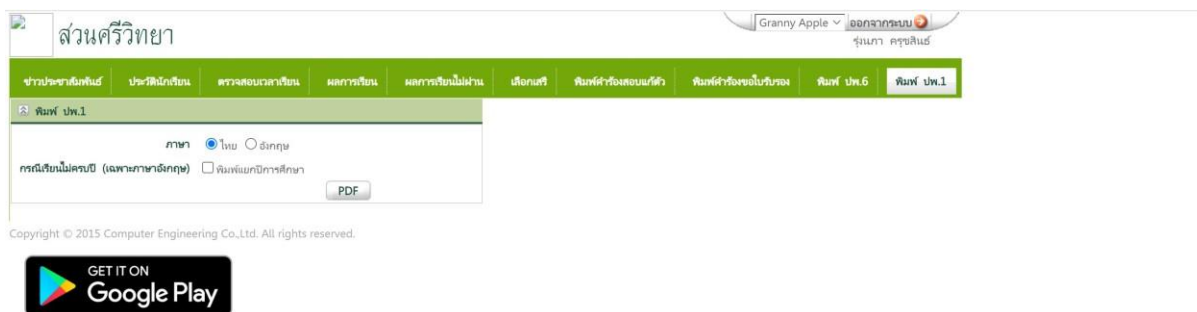 สวนศรีวิทยา
Granny Apple ออกจากระบบ
รุ่งนภา ครุชสินธ์
ข่าวประชาสัมพันธ์ ประวัตินักเรียน ตรวจสอบเวลาเรียน ผลการเรียน ผลการเรียนไม่ผ่าน เลือกเสรี พิมพ์คำร้องสอบแก้ตัว พิมพ์คำร้องขอใบรับรอง พิมพ์ ปพ.6 พิมพ์ ปพ.1
พิมพ์ ปพ.1
ภาษา ไทย อังกฤษ
กรณีเรียนไม่ครบปี (เฉพาะภาษาอังกฤษ) พิมพ์แยกปีการศึกษา
PDF
Copyright © 2015 Computer Engineering Co.,Ltd. All rights reserved.
GET IT ON
Google Play